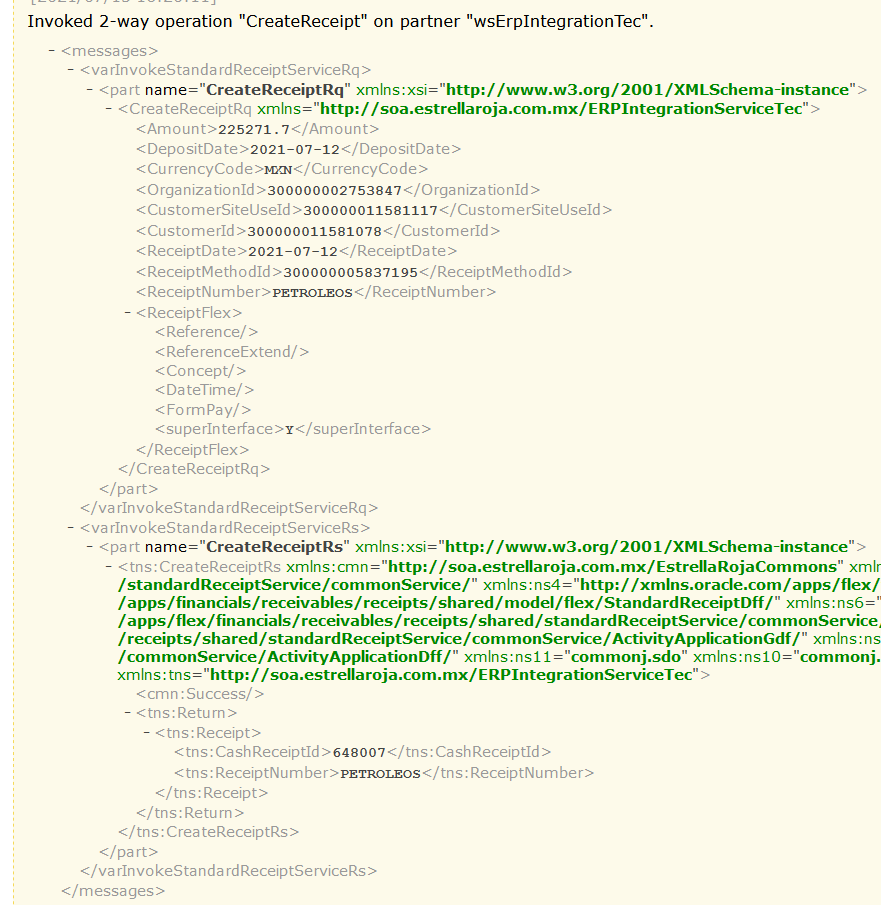 Invoked 2-way operation "CreateReceipt" on partner "wsErpIntegrationTec".
- <messages>
- <varInvokeStandardReceiptServiceRq>
- <part name="CreateReceiptRq" xmlns:xsi="http://www.w3.org/2001/XMLSchema-instance">
- <CreateReceiptRq xmlns="http://soa.estrellaroja.com.mx/ERPIntegrationServiceTec">
<Amount>225271.7</Amount>
<DepositDate>2021-07-12</DepositDate>
<CurrencyCode>MXN</CurrencyCode>
<OrganizationId>300000002753847</OrganizationId>
<CustomerSiteUseId>300000011581117</CustomerSiteUseId>
<CustomerId>300000011581078</CustomerId>
<ReceiptDate>2021-07-12</ReceiptDate>
<ReceiptMethodId>300000005837195</ReceiptMethodId>
<ReceiptNumber>PETROLEOS</ReceiptNumber>
- <ReceiptFlex>
<Reference/>
<ReferenceExtend/>
<Concept/>
<DateTime/>
<FormPay/>
<superInterface>Y</superInterface>
</ReceiptFlex>
</CreateReceiptRq>
</part>
</varInvokeStandardReceiptServiceRq>
- <varInvokeStandardReceiptServiceRs>
- <part name="CreateReceiptRs" xmlns:xsi="http://www.w3.org/2001/XMLSchema-instance">
- <tns:CreateReceiptRs xmlns:cmn="http://soa.estrellaroja.com.mx/EstrellaRojaCommons" xml
/standardReceiptService/commonService/" xmlns:ns4="http://xmlns.oracle.com/apps/flex/
/apps/financials/receivables/receipts/shared/model/flex/StandardReceiptDff/" xmlns:ns6="
/apps/flex/financials/receivables/receipts/shared/standardReceiptService/commonService/
/receipts/shared/standardReceiptService/commonService/ActivityApplicationGdf/" xmlns:ns
/commonService/ActivityApplicationDff/" xmlns:ns11="commonj.sdo" xmlns:ns10="commonj.
xmlns:tns="http://soa.estrellaroja.com.mx/ERPIntegrationServiceTec">
<cmn:Success/>
- <tns:Return>
- <tns:Receipt>
<tns:CashReceiptId>648007</tns:CashReceiptId>
<tns:ReceiptNumber>PETROLEOS</tns:ReceiptNumber>
</tns:Receipt>
</tns:Return>
</tns:CreateReceiptRs>
</part>
</varInvokeStandardReceiptServiceRs>
</messages>